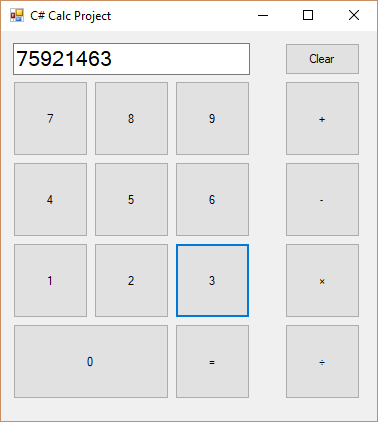 C# Calc Project
75921463 Clear
7 8 9 +
4 5 6 -
1 2 3 ×
0 = ÷